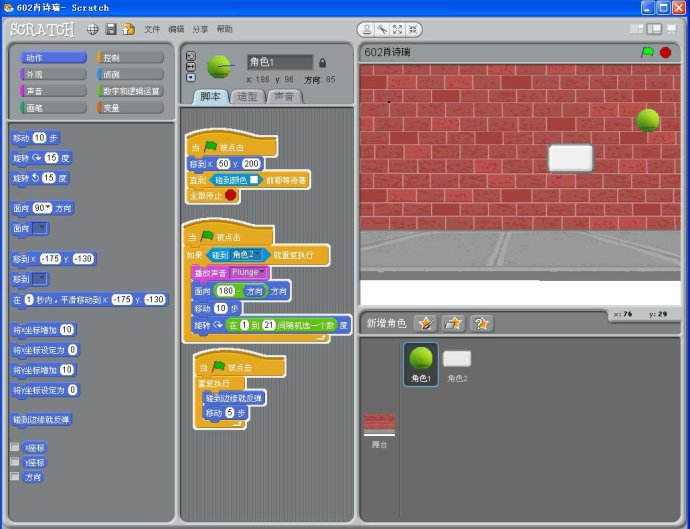 602肖诗瑞- Scratch
SCRATCH
文件 编辑 分享 帮助
动作 控制
外观 侦测
声音 数字和逻辑运算
画笔 变量
移动 10 步
旋转 15 度
旋转 15 度
面向 90 方向
面向
移到 x: -175 y: -130
移到
在 1 秒内，平滑移动到 x: -175 y: -130
将x坐标增加 10
将x坐标设定为 0
将y坐标增加 10
将y坐标设定为 0
碰到边缘就反弹
x座标
y座标
方向
角色1
x: 186 y: 96 方向: 85
脚本 造型 声音
当 被点击
移到 x: 50 y: 200
直到 碰到颜色 前都等待着
全部停止
当 被点击
如果 碰到 角色2 就重复执行
播放声音 Plunge
面向 180 - 方向 方向
移动 10 步
旋转 在 1 到 21 间随机选一个数 度
当 被点击
重复执行
碰到边缘就反弹
移动 5 步
602肖诗瑞
x: 76 y: 29
新增角色
角色1 角色2
舞台